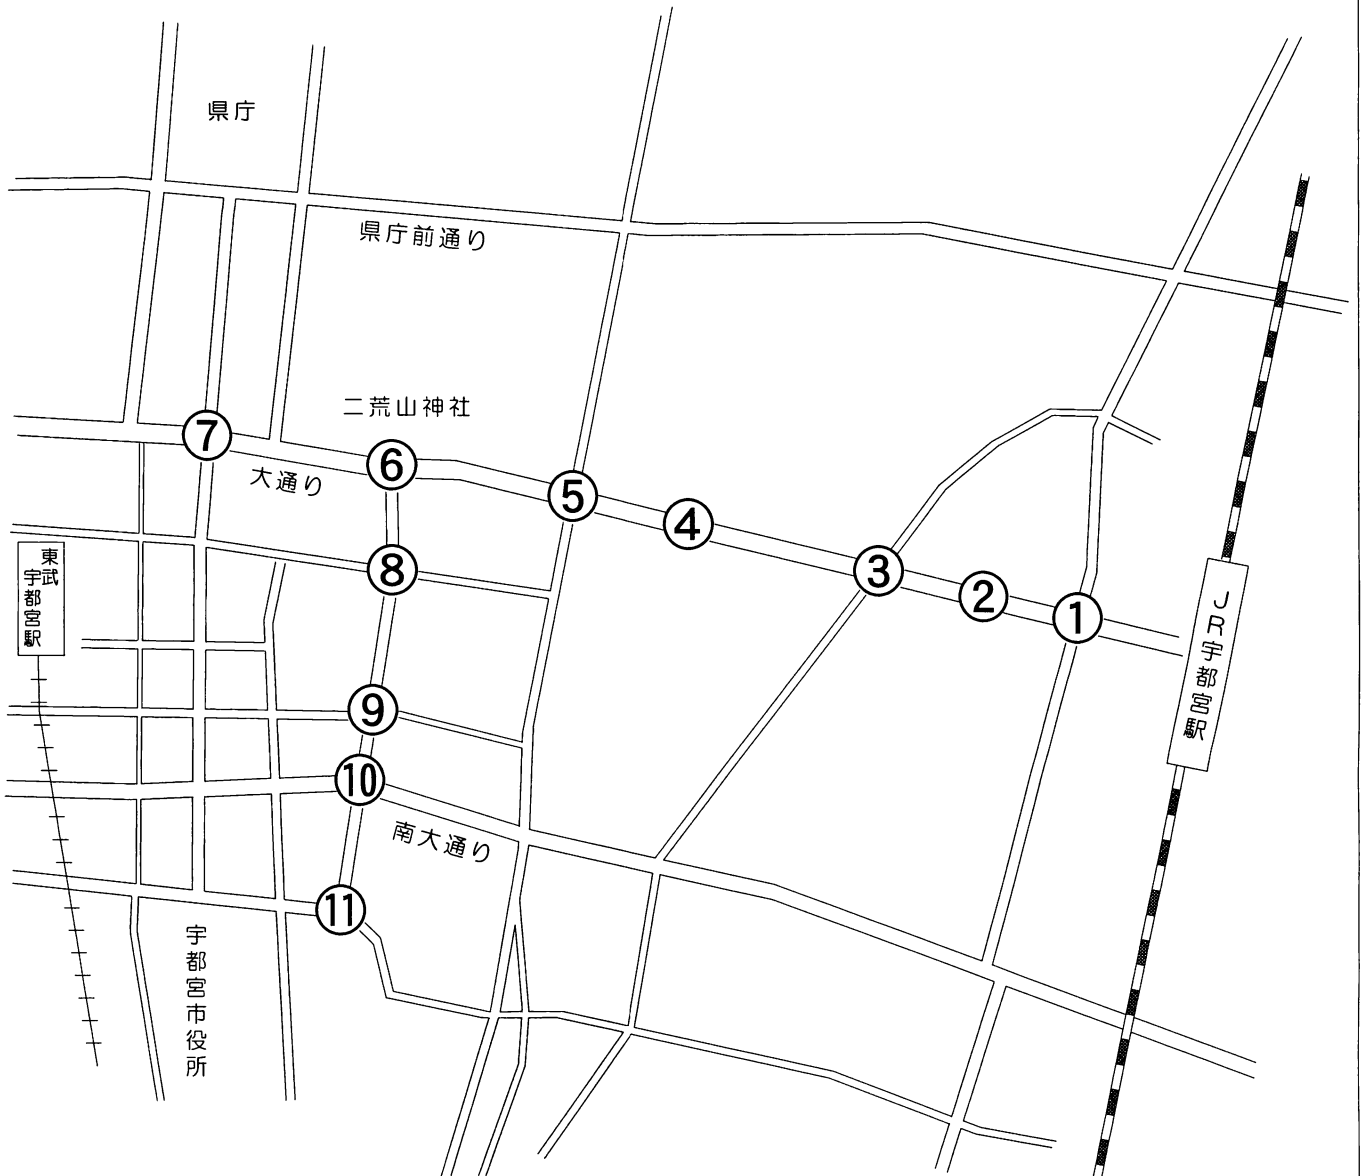 県庁
県庁前通り
二荒山神社
⑦
⑥
大通り
⑤
④
③
②
①
⑧
東武
宇都宮駅
JR宇都宮駅
⑨
⑩
南大通り
⑪
宇都宮市役所